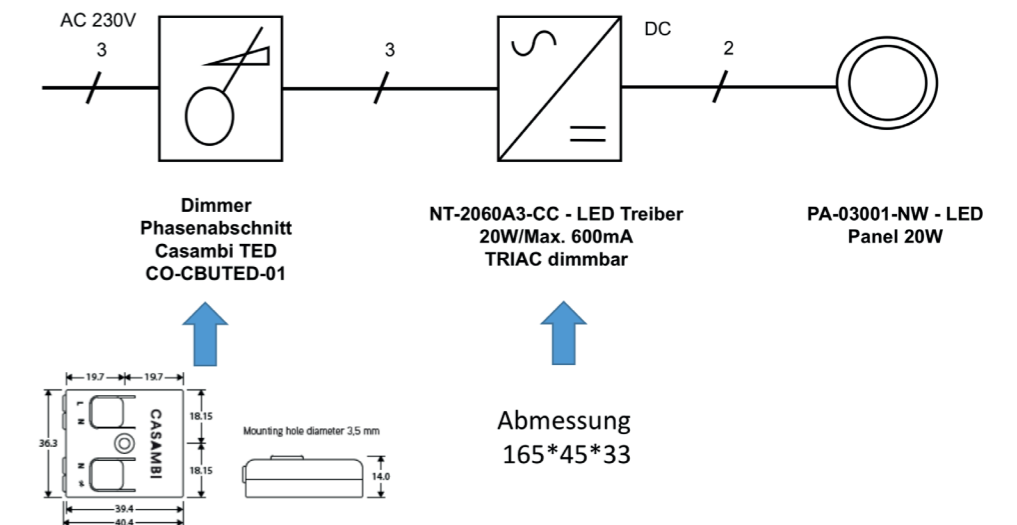 AC 230V
3
3
DC
2
Dimmer
Phasenabschnitt
Casambi TED
CO-CBUTED-01
NT-2060A3-CC - LED Treiber
20W/Max. 600mA
TRIAC dimmbar
PA-03001-NW - LED
Panel 20W
19.7
19.7
L
N
N
CASAMBI
36.3
18.15
18.15
39.4
40.4
Mounting hole diameter 3,5 mm
14.0
Abmessung
165*45*33